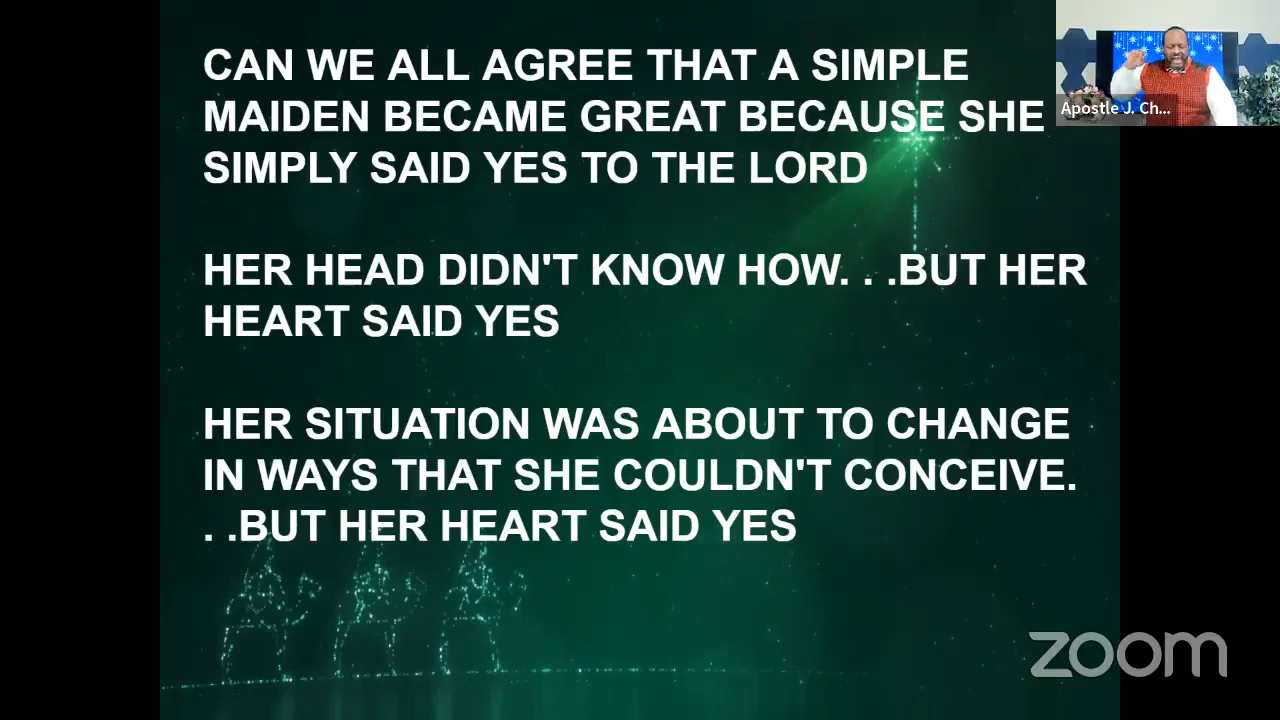 CAN WE ALL AGREE THAT A SIMPLE
MAIDEN BECAME GREAT BECAUSE SHE
SIMPLY SAID YES TO THE LORD
HER HEAD DIDN'T KNOW HOW. . .BUT HER
HEART SAID YES
HER SITUATION WAS ABOUT TO CHANGE
IN WAYS THAT SHE COULDN'T CONCEIVE.
. .BUT HER HEART SAID YES
Apostle J. Ch...
zoom